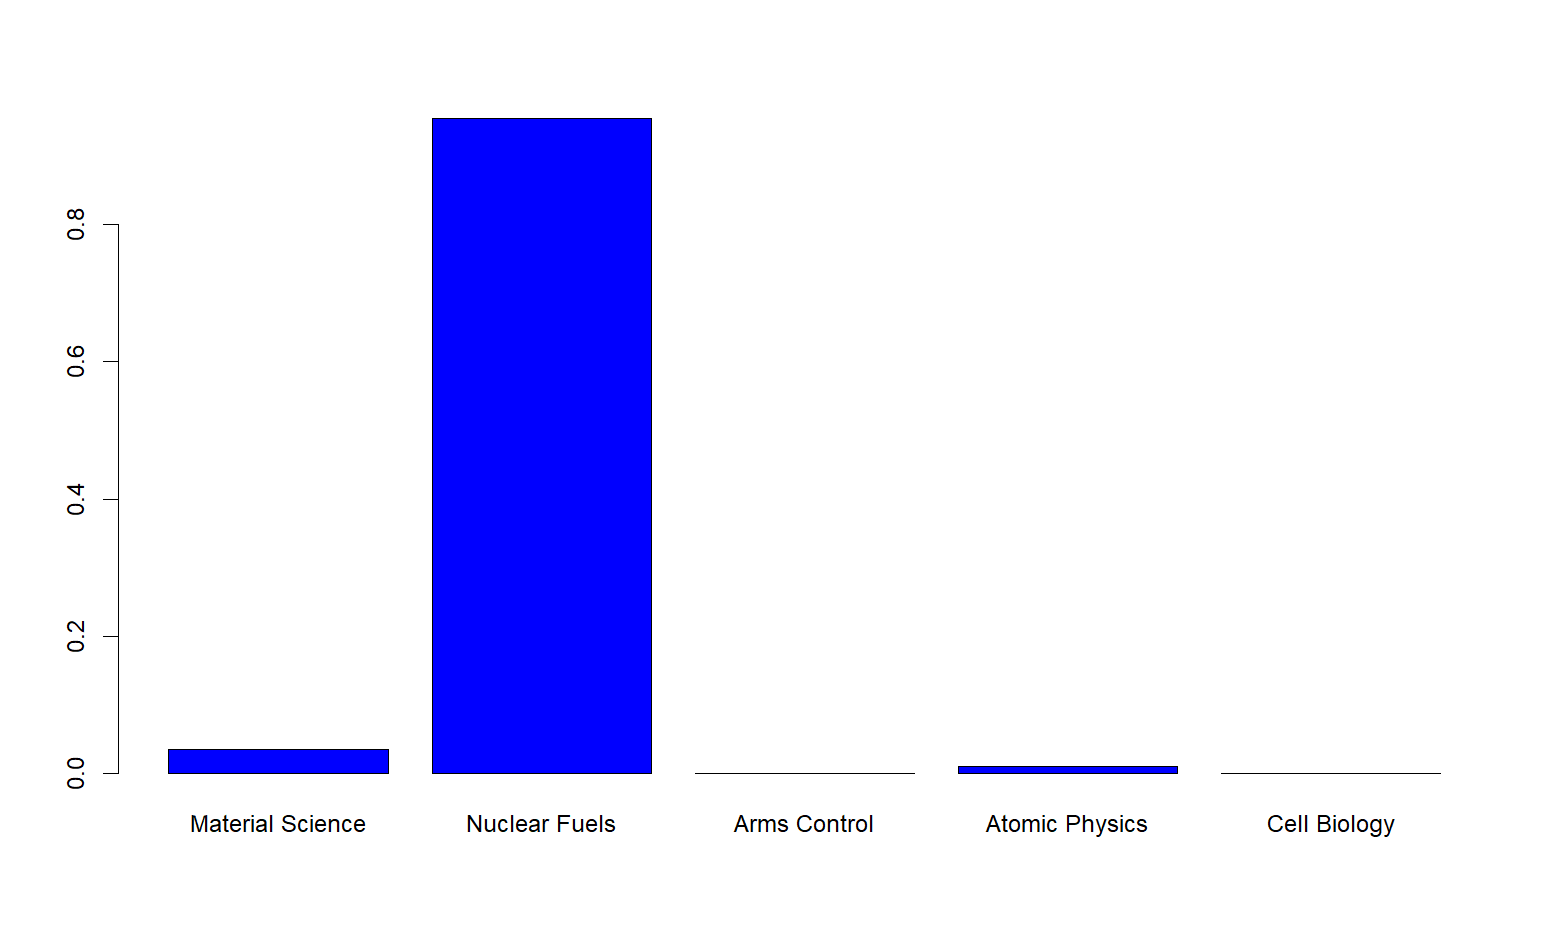 0.8
0.6
0.4
0.2
0.0
Material Science
Nuclear Fuels
Arms Control
Atomic Physics
Cell Biology